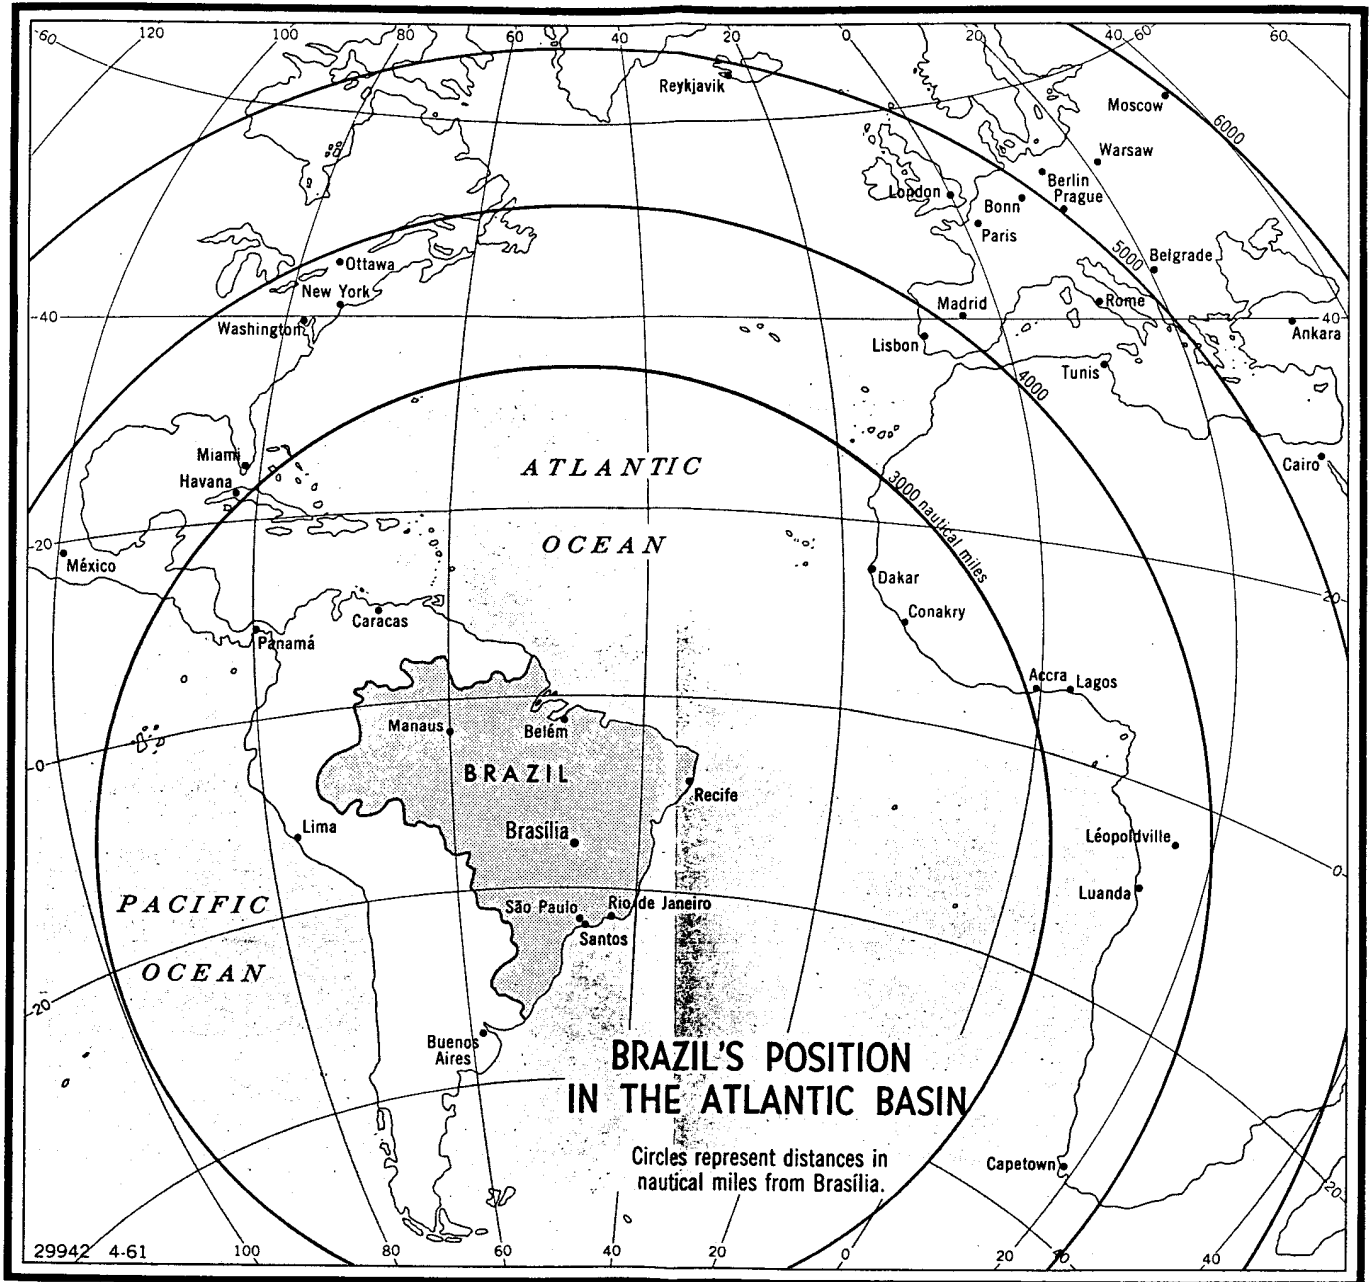 60
120
100
80
60
40
20
0
20
40
60
60
Reykjavik
Moscow
6000
Warsaw
Berlin
London
Bonn
Prague
Paris
5000
Belgrade
Ottawa
New York
Madrid
Rome
40
40
Washington
Lisbon
Ankara
Tunis
4000
Miami
ATLANTIC
Cairo
Havana
3000 nautical miles
20
OCEAN
México
Dakar
20
Caracas
Conakry
Panamá
Accra
Lagos
Manaus
Belém
0
BRAZIL
Recife
Lima
Brasília
Léopoldville
0
PACIFIC
São Paulo
Rio de Janeiro
Luanda
Santos
OCEAN
20
Buenos
Aires
BRAZIL'S POSITION
IN THE ATLANTIC BASIN
Circles represent distances in
nautical miles from Brasília.
Capetown
20
29942 4-61
100
80
60
40
20
0
20
40